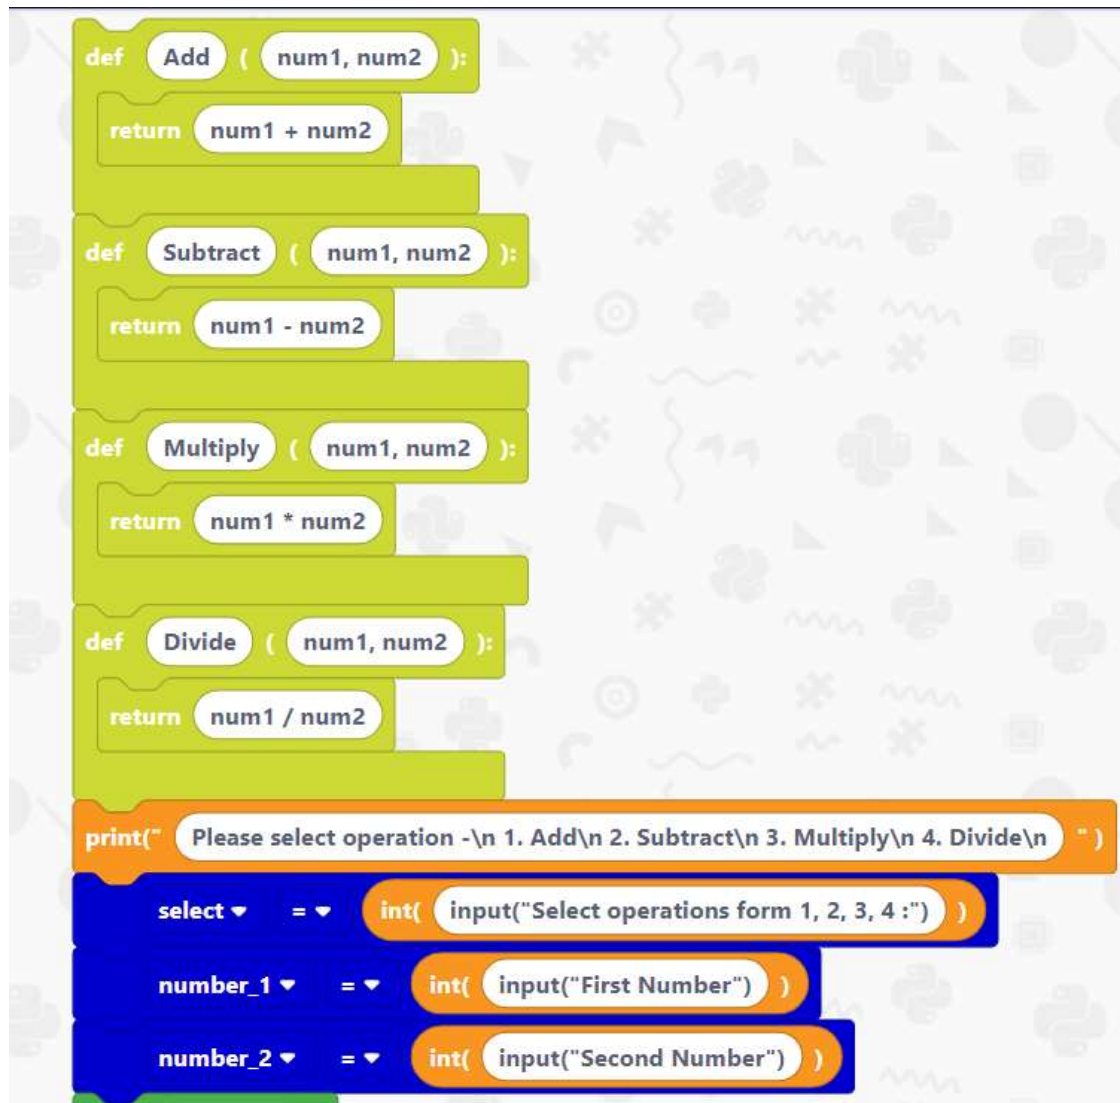 def Add ( num1, num2 ):
return num1 + num2
def Subtract ( num1, num2 ):
return num1 - num2
def Multiply ( num1, num2 ):
return num1 * num2
def Divide ( num1, num2 ):
return num1 / num2
print(" Please select operation -\n 1. Add\n 2. Subtract\n 3. Multiply\n 4. Divide\n " )
select = int( input("Select operations form 1, 2, 3, 4 :") )
number_1 = int( input("First Number") )
number_2 = int( input("Second Number") )